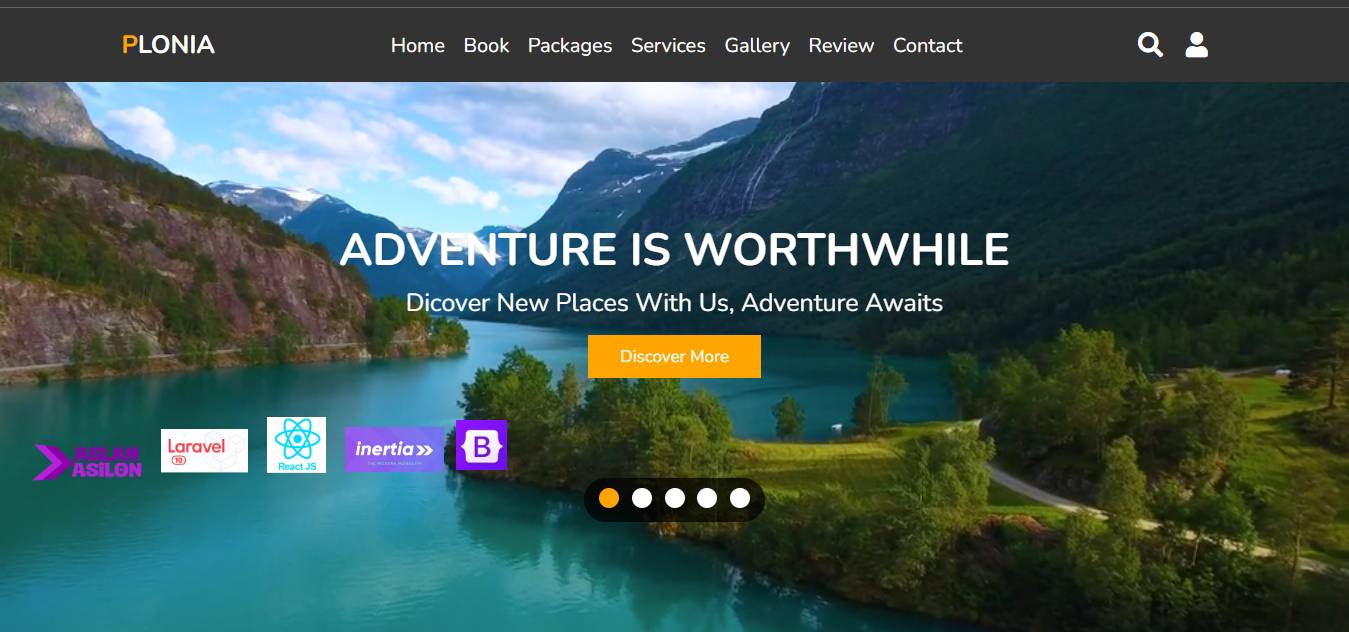 PLONIA
Home Book Packages Services Gallery Review Contact
ADVENTURE IS WORTHWHILE
Dicover New Places With Us, Adventure Awaits
Discover More
ASLAN
ASILON
Laravel
10
React JS
inertia
B